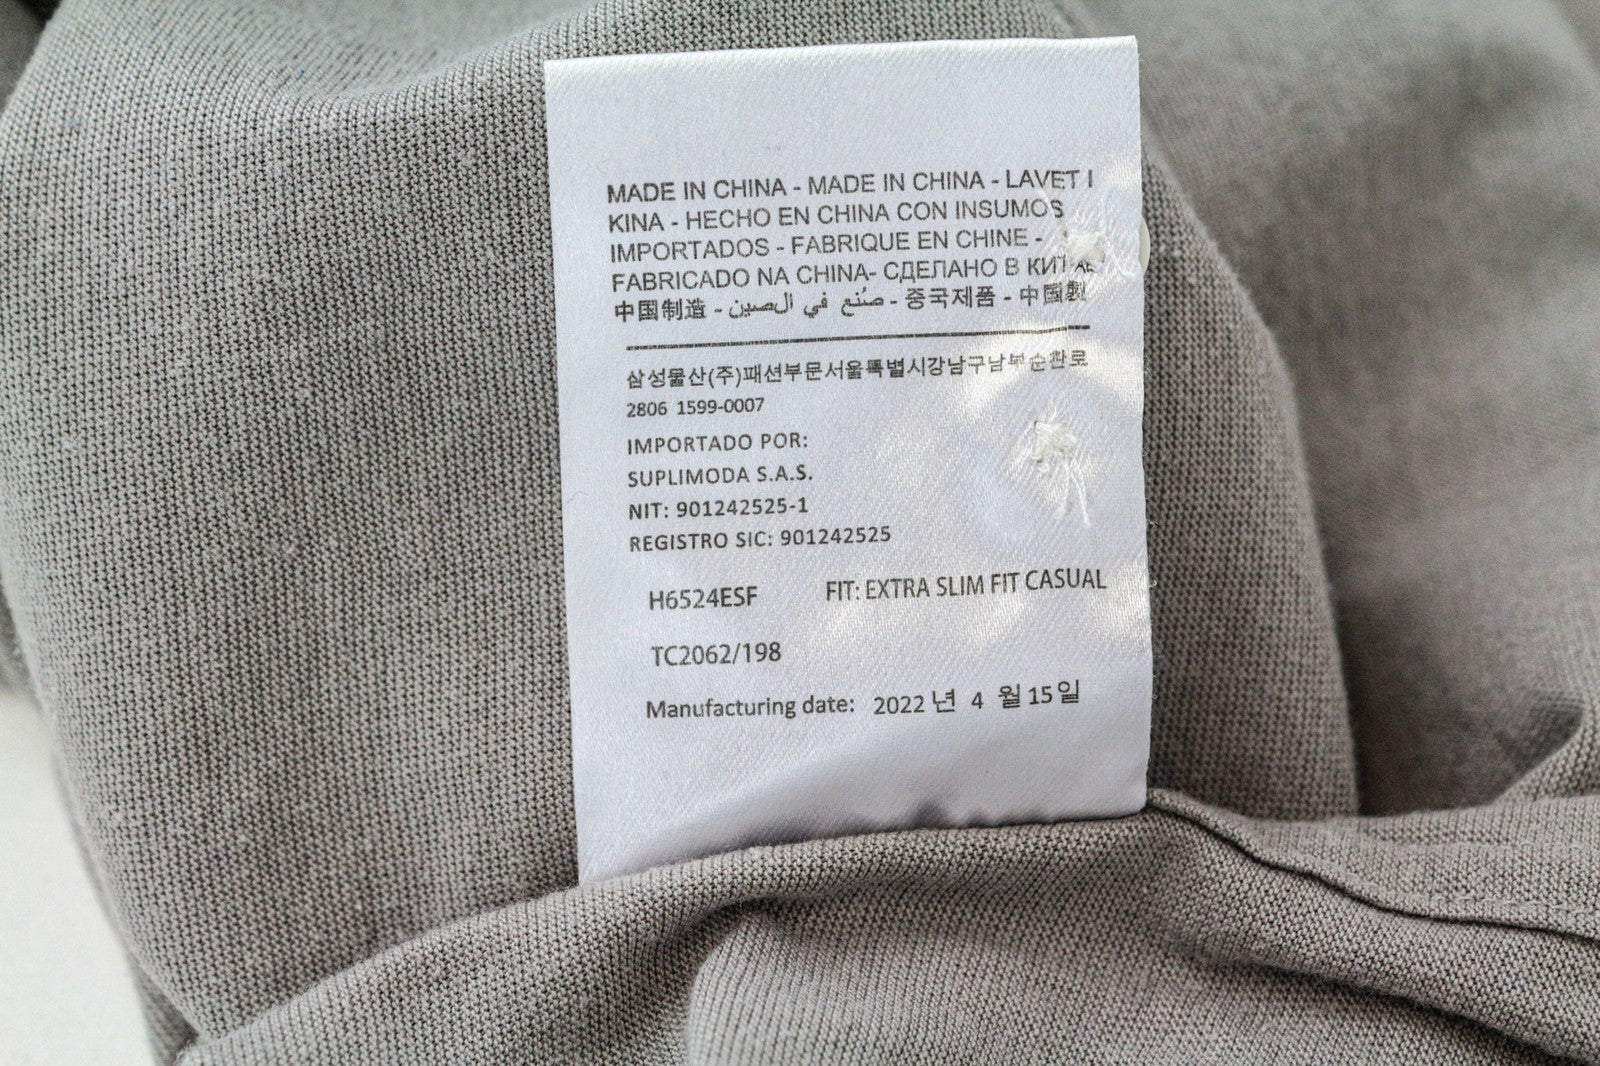 MADE IN CHINA - MADE IN CHINA - LAVET I
KINA - HECHO EN CHINA CON INSUMOS
IMPORTADOS - FABRIQUE EN CHINE -
FABRICADO NA CHINA- СДЕЛАНО В КИТАЕ
中国制造 - صُنع في الصين - 중국제품 - 中国製
삼성물산(주)패션부문서울특별시강남구남부순환로
2806 1599-0007
IMPORTADO POR:
SUPLIMODA S.A.S.
NIT: 901242525-1
REGISTRO SIC: 901242525
H6524ESF FIT: EXTRA SLIM FIT CASUAL
TC2062/198
Manufacturing date: 2022 년 4 월 15 일